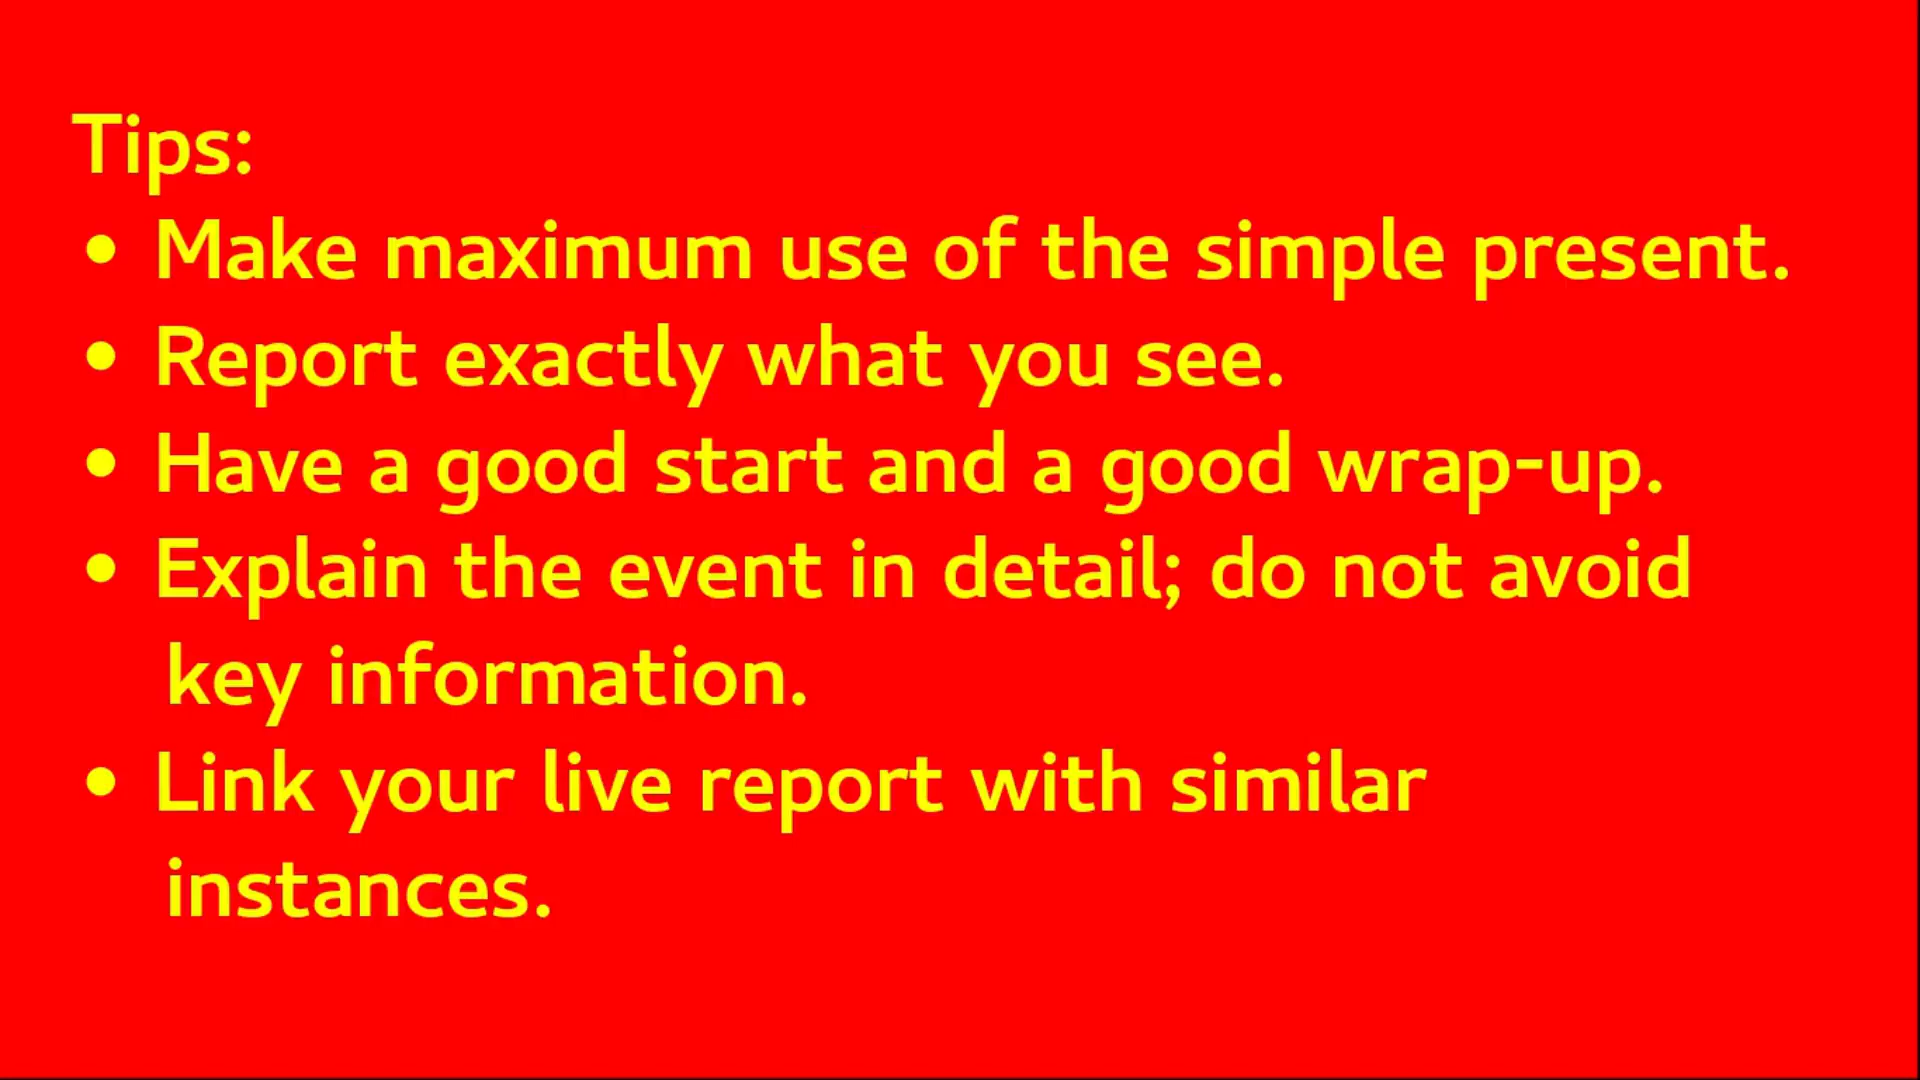 Tips:
• Make maximum use of the simple present.
• Report exactly what you see.
• Have a good start and a good wrap-up.
• Explain the event in detail; do not avoid
key information.
• Link your live report with similar
instances.